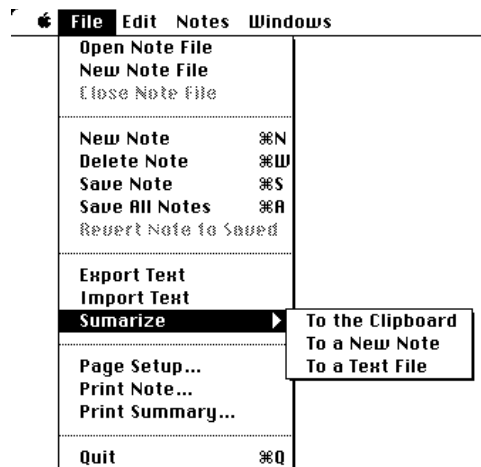 File Edit Notes Windows
Open Note File
New Note File
Close Note File
New Note ⌘N
Delete Note ⌘W
Save Note ⌘S
Save All Notes ⌘A
Revert Note to Saved
Export Text
Import Text
Sumarize
To the Clipboard
To a New Note
To a Text File
Page Setup...
Print Note...
Print Summary...
Quit ⌘Q